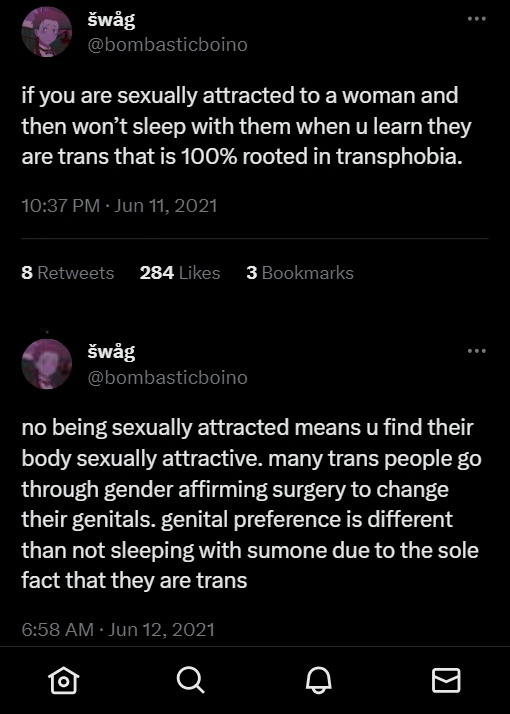 šwåg
@bombasticboino
if you are sexually attracted to a woman and
then won’t sleep with them when u learn they
are trans that is 100% rooted in transphobia.
10:37 PM · Jun 11, 2021
8 Retweets 284 Likes 3 Bookmarks
šwåg
@bombasticboino
no being sexually attracted means u find their
body sexually attractive. many trans people go
through gender affirming surgery to change
their genitals. genital preference is different
than not sleeping with sumone due to the sole
fact that they are trans
6:58 AM · Jun 12, 2021